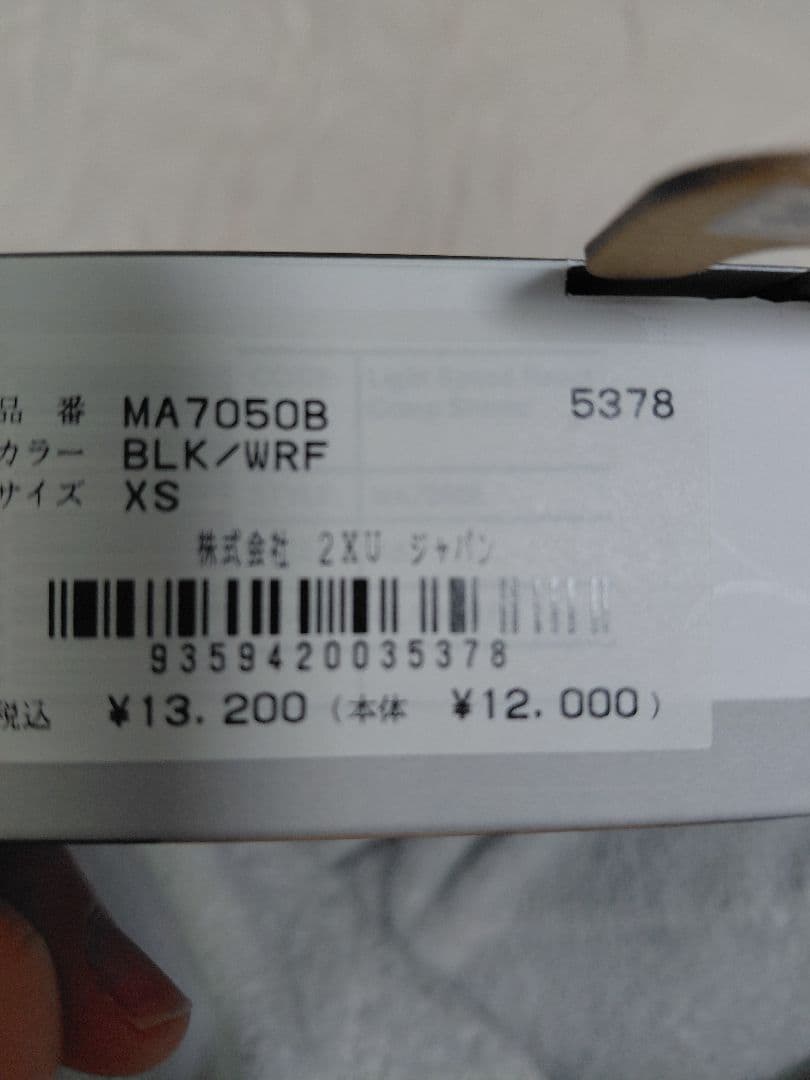 品 番 MA7050B 5378
カラー BLK/WRF
サイズ XS
株式会社 2XU ジャパン
9359420035378
税込 ¥13.200(本体 ¥12.000)